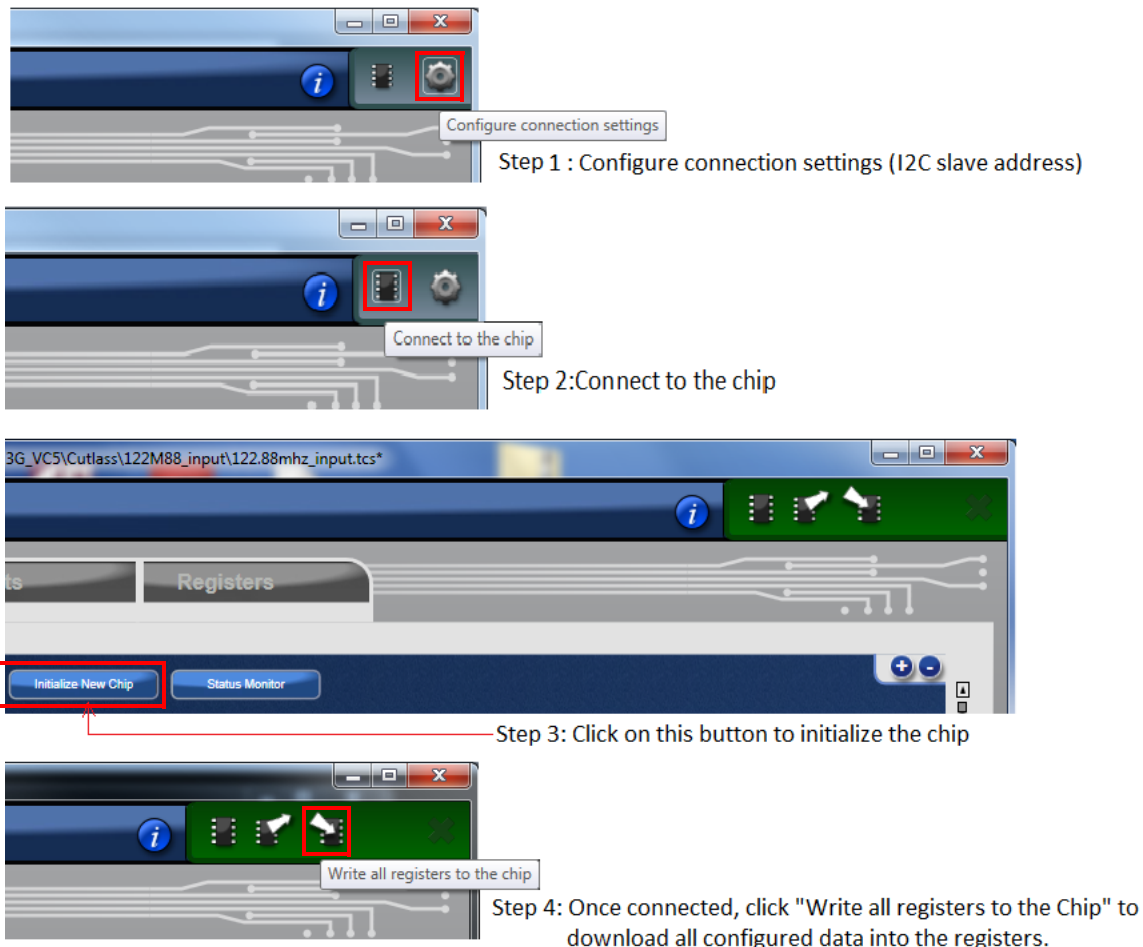 Configure connection settings
Step 1 : Configure connection settings (I2C slave address)
Connect to the chip
Step 2:Connect to the chip
3G_VC5\Cutlass\122M88_input\122.88mhz_input.tcs*
ts
Registers
Initialize New Chip
Status Monitor
Step 3: Click on this button to initialize the chip
Write all registers to the chip
Step 4: Once connected, click "Write all registers to the Chip" to
download all configured data into the registers.